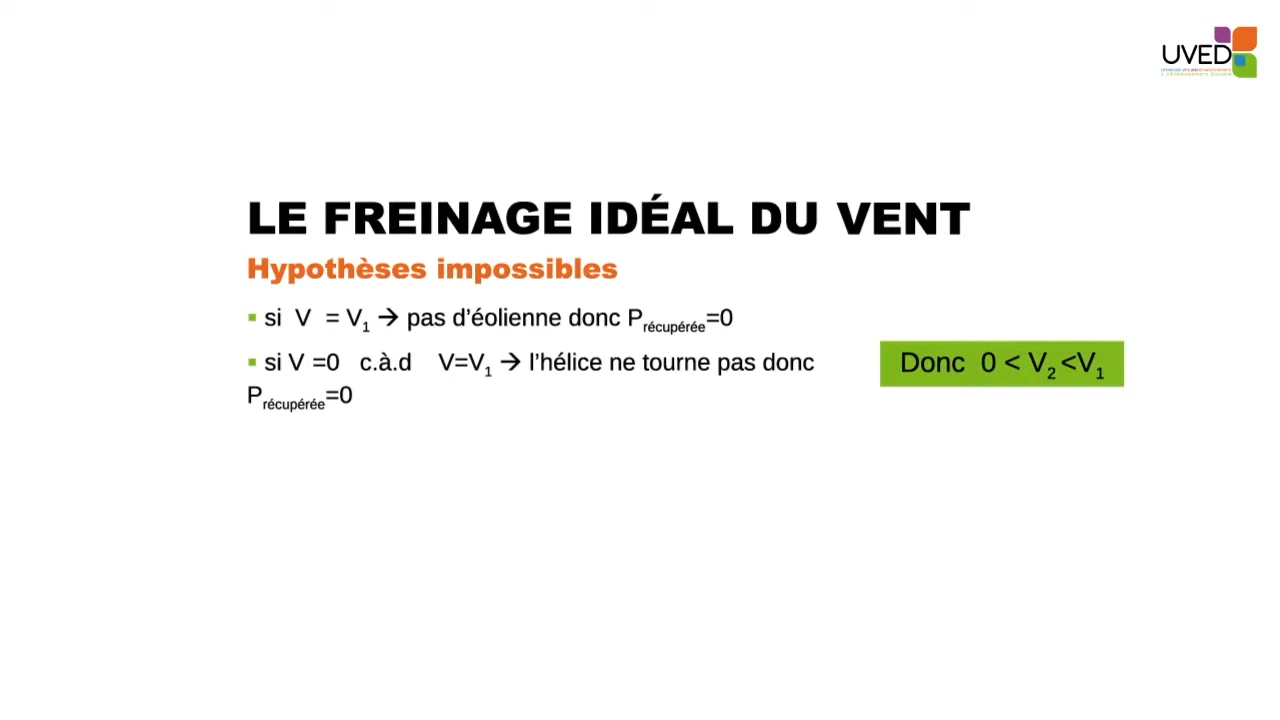 UVED
LE FREINAGE IDÉAL DU VENT
Hypothèses impossibles
▪ si V = V₁ → pas d'éolienne donc Précupérée=0
▪ si V =0 c.à.d V=V₁ → l'hélice ne tourne pas donc
Précupérée=0
Donc 0 < V₂ <V₁